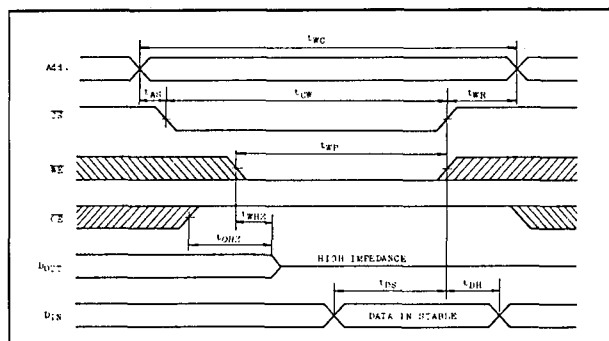 tWC
Add.
tAS tCW tWR
CS
tWP
WE
OE
tWHZ
tOHZ
DOUT
HIGH IMPEDANCE
tDS tDH
DIN
DATA IN STABLE